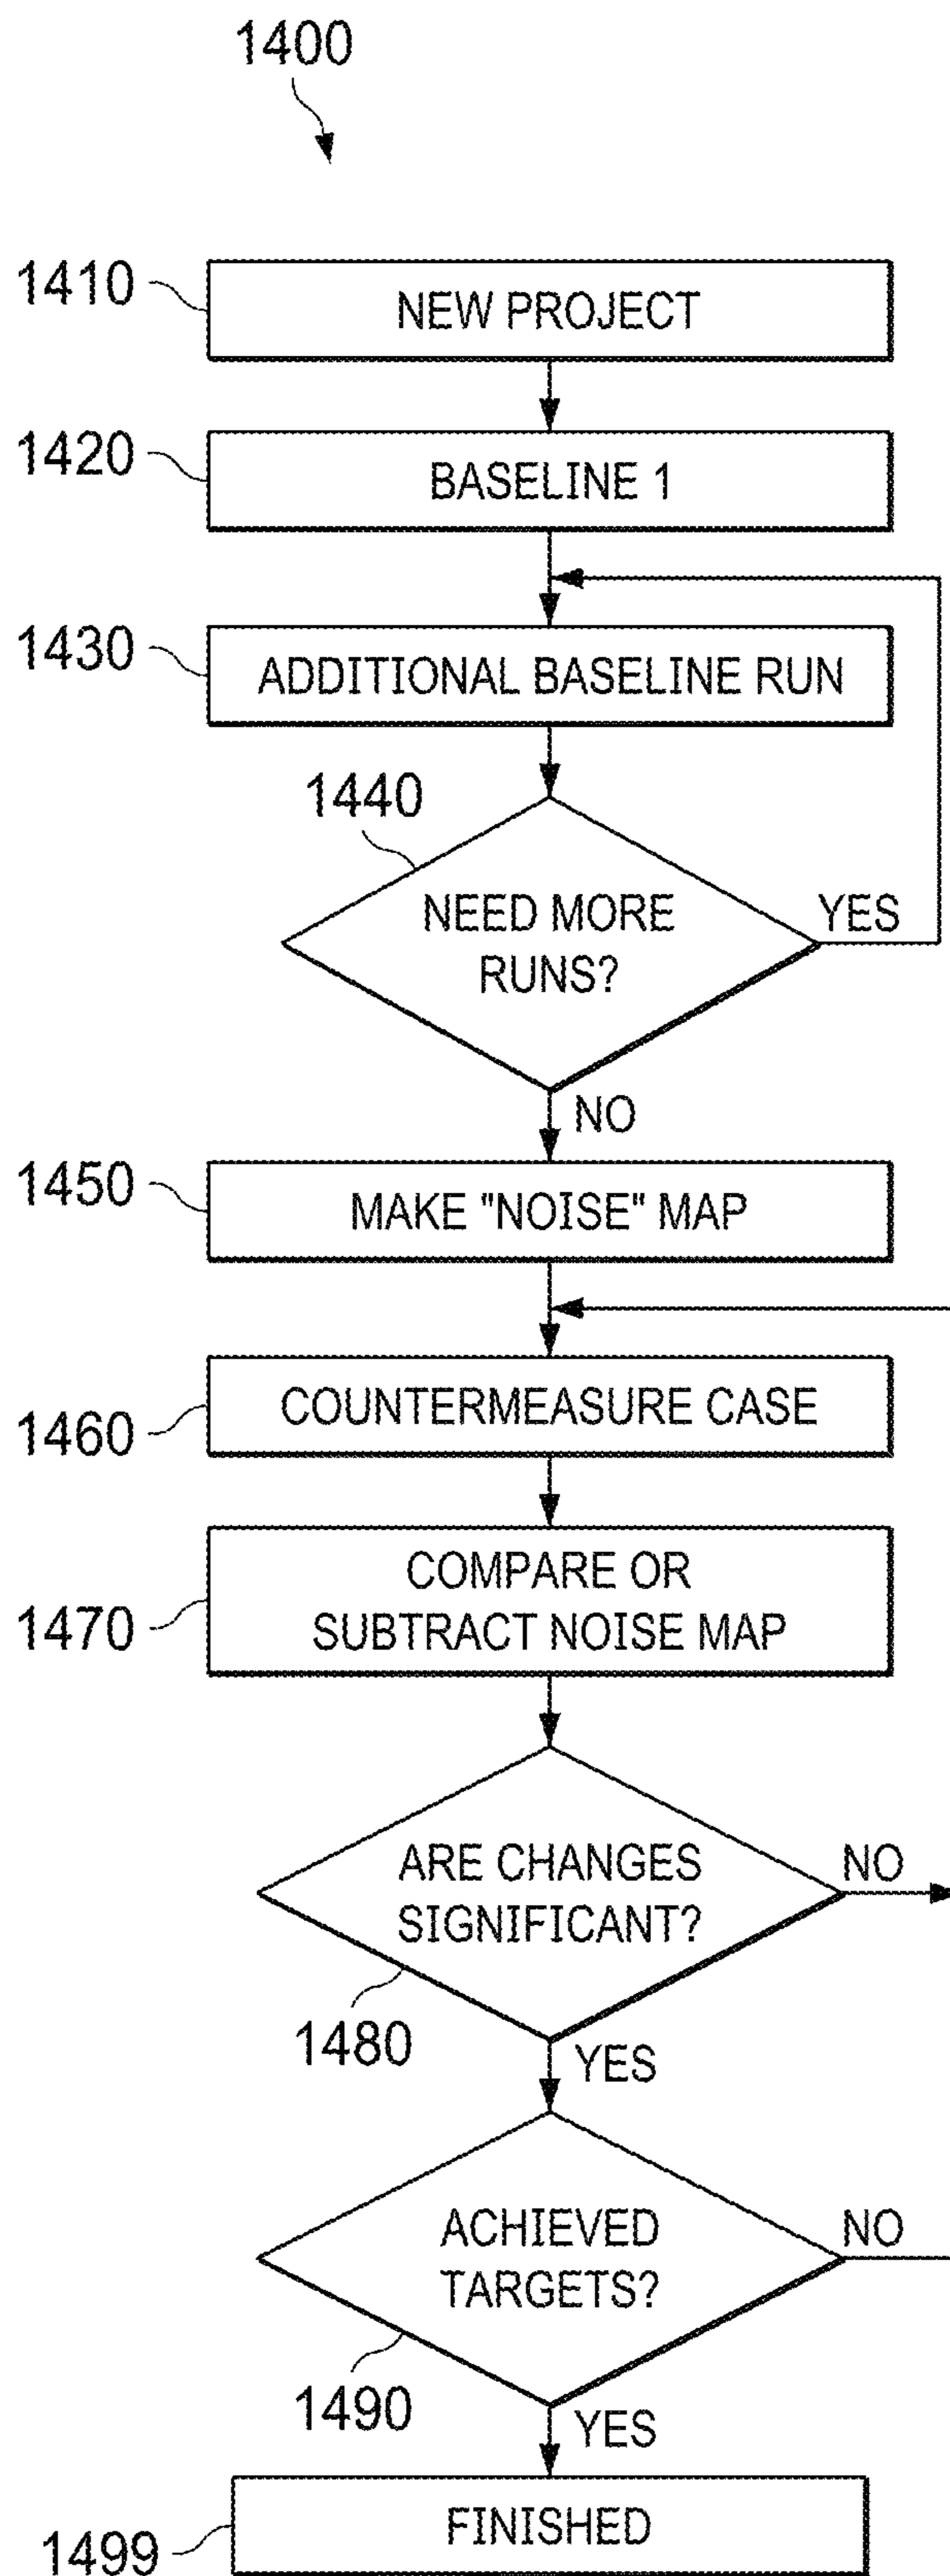 1400
1410
NEW PROJECT
1420
BASELINE 1
1430
ADDITIONAL BASELINE RUN
1440
NEED MORE
RUNS?
YES
NO
1450
MAKE "NOISE" MAP
1460
COUNTERMEASURE CASE
1470
COMPARE OR
SUBTRACT NOISE MAP
ARE CHANGES
SIGNIFICANT?
NO
1480
YES
ACHIEVED
TARGETS?
NO
1490
YES
1499
FINISHED